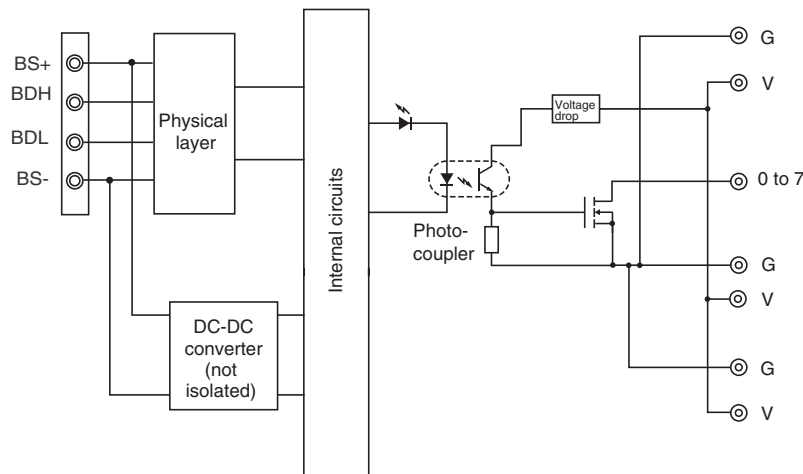 BS+
BDH
BDL
BS-
Physical
layer
DC-DC
converter
(not
isolated)
Internal circuits
Photo-
coupler
Voltage
drop
G
V
0 to 7
G
V
G
V